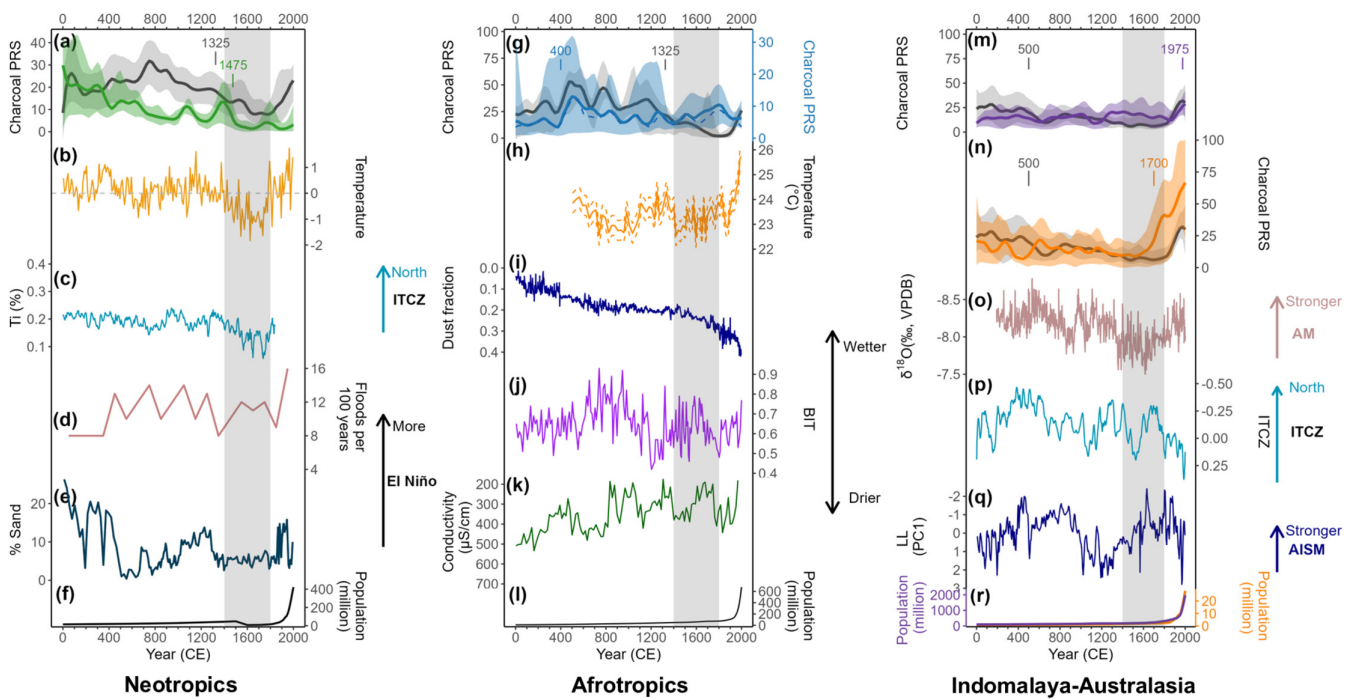 0 400 800 1200 1600 2000
(a)
Charcoal PRS
40
30
20
10
0
1325
1475
(b)
Temperature
1
0
-1
-2
(c)
Ti (%)
0.4
0.3
0.2
0.1
North
ITCZ
(d)
Floods per
100 years
16
12
8
4
More
El Niño
(e)
% Sand
20
10
0
(f)
Population
(million)
400
200
0
0 400 800 1200 1600 2000
Year (CE)
Neotropics
0 400 800 1200 1600 2000
(g)
Charcoal PRS
100
75
50
25
0
400
1325
30
20
10
0
Charcoal PRS
(h)
Temperature
(°C)
26
25
24
23
22
(i)
Dust fraction
0.0
0.1
0.2
0.3
0.4
Wetter
Drier
(j)
BIT
0.9
0.8
0.7
0.6
0.5
0.4
(k)
Conductivity
(µS/cm)
200
300
400
500
600
700
(l)
Population
(million)
600
400
200
0
0 400 800 1200 1600 2000
Year (CE)
Afrotropics
0 400 800 1200 1600 2000
(m)
Charcoal PRS
100
75
50
25
0
500
1975
(n)
500
1700
Charcoal PRS
100
75
50
25
0
(o)
δ18O(‰, VPDB)
-8.5
-8.0
-7.5
Stronger
AM
(p)
ITCZ
-0.50
-0.25
0.00
0.25
North
ITCZ
(q)
LL
(PC1)
-2
-1
0
1
2
3
Stronger
AISM
(r)
Population
(million)
2000
1000
0
Population
(million)
20
10
0
0 400 800 1200 1600 2000
Year (CE)
Indomalaya-Australasia